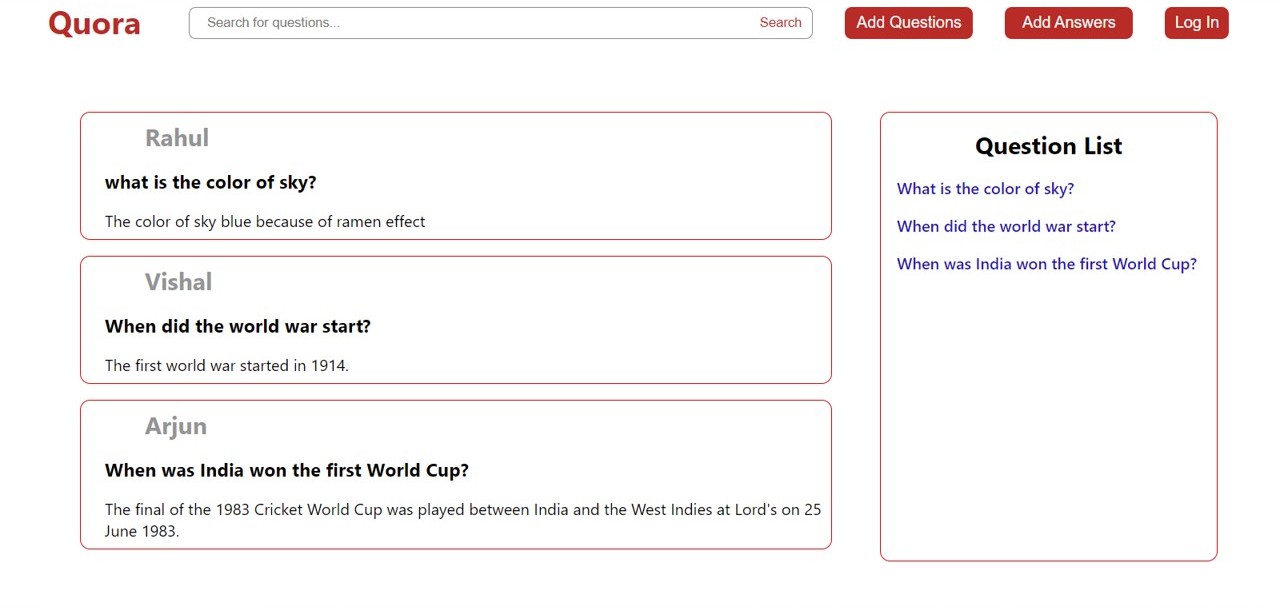 Quora
Search for questions...
Search
Add Questions
Add Answers
Log In
Rahul
what is the color of sky?
The color of sky blue because of ramen effect
Vishal
When did the world war start?
The first world war started in 1914.
Arjun
When was India won the first World Cup?
The final of the 1983 Cricket World Cup was played between India and the West Indies at Lord's on 25
June 1983.
Question List
What is the color of sky?
When did the world war start?
When was India won the first World Cup?